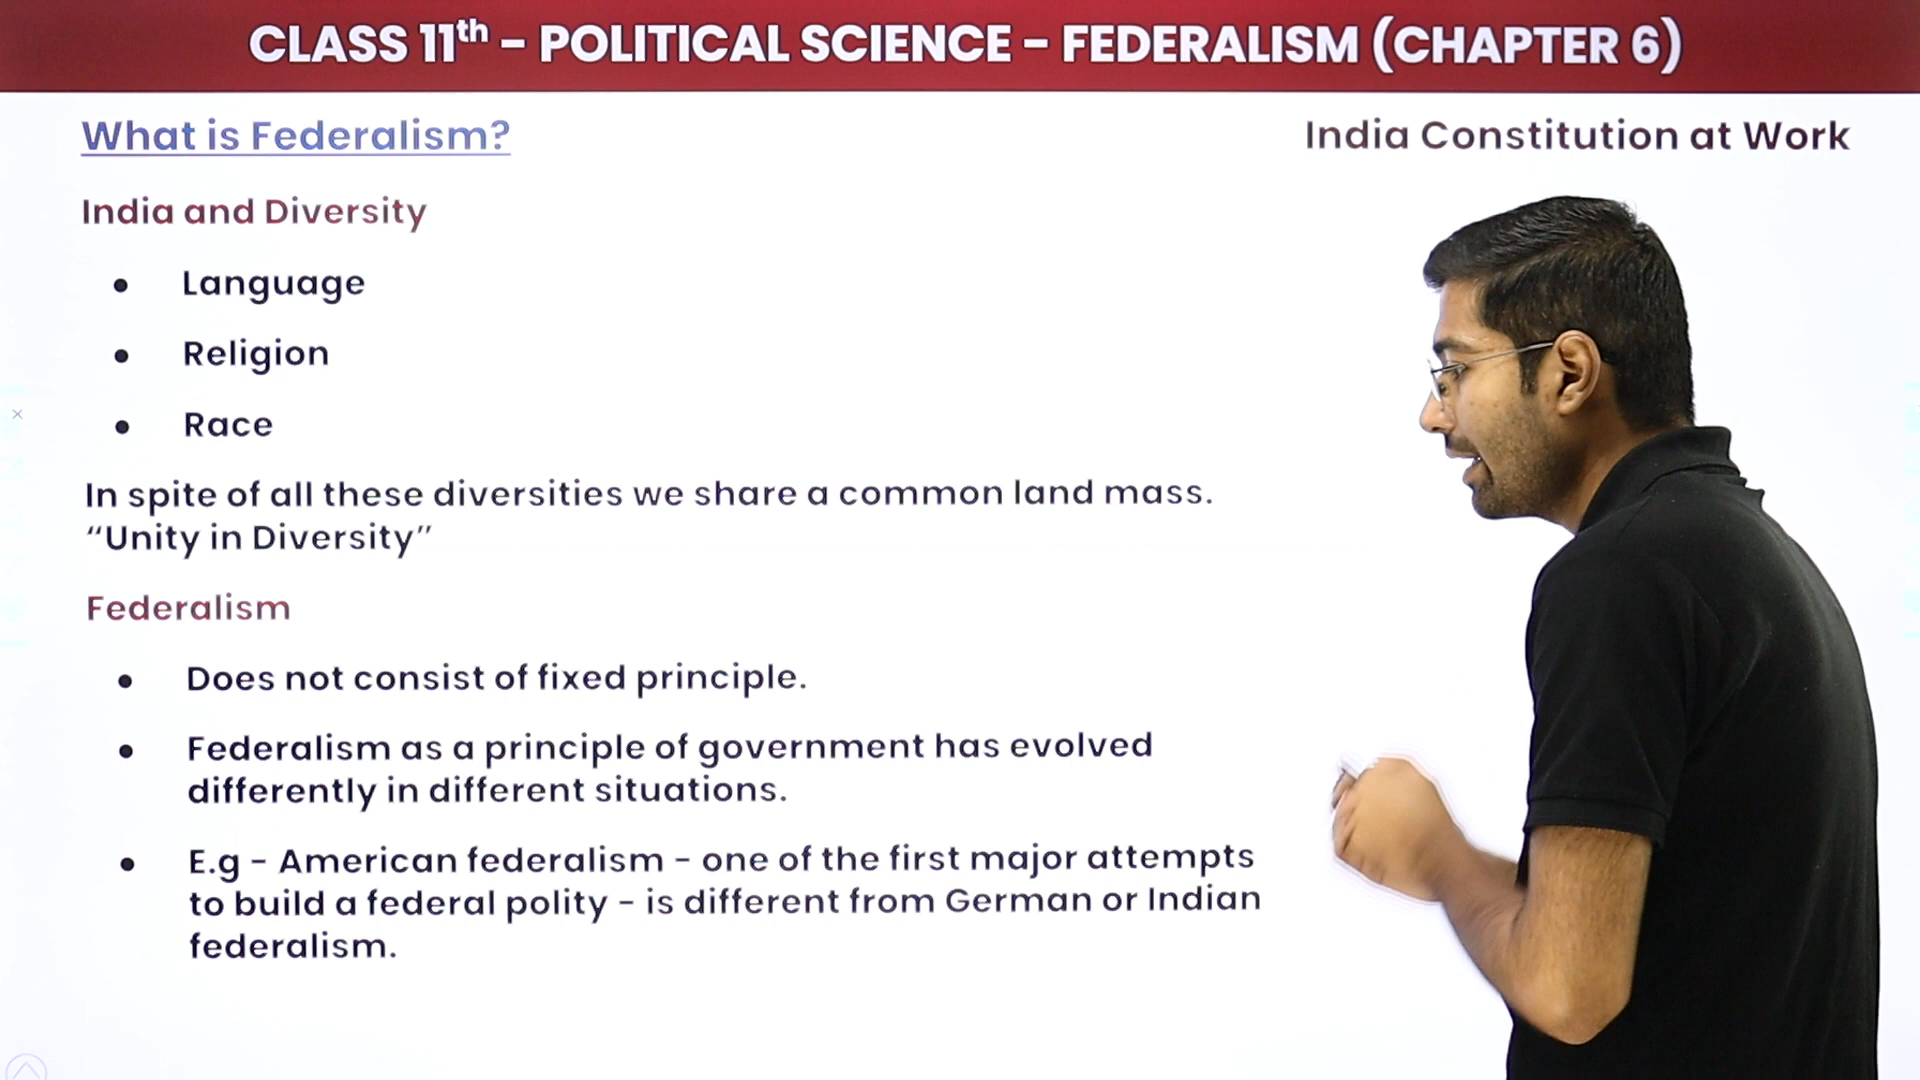 CLASS 11th – POLITICAL SCIENCE – FEDERALISM (CHAPTER 6)
What is Federalism?
India Constitution at Work
India and Diversity
● Language
● Religion
● Race
In spite of all these diversities we share a common land mass.
“Unity in Diversity”
Federalism
● Does not consist of fixed principle.
● Federalism as a principle of government has evolved
differently in different situations.
● E.g – American federalism – one of the first major attempts
to build a federal polity – is different from German or Indian
federalism.